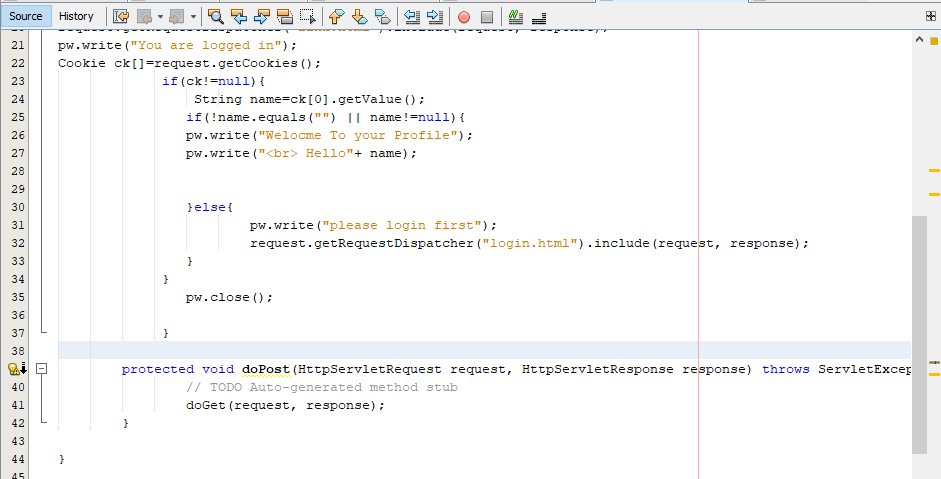 Source History
21 pw.write("You are logged in");
22 Cookie ck[]=request.getCookies();
23 if(ck!=null){
24 String name=ck[0].getValue();
25 if(!name.equals("") || name!=null){
26 pw.write("Welocme To your Profile");
27 pw.write("<br> Hello"+ name);
28
29
30 }else{
31 pw.write("please login first");
32 request.getRequestDispatcher("login.html").include(request, response);
33 }
34 }
35 pw.close();
36
37 }
38
protected void doPost(HttpServletRequest request, HttpServletResponse response) throws ServletExcep
40 // TODO Auto-generated method stub
41 doGet(request, response);
42 }
43
44 }
45